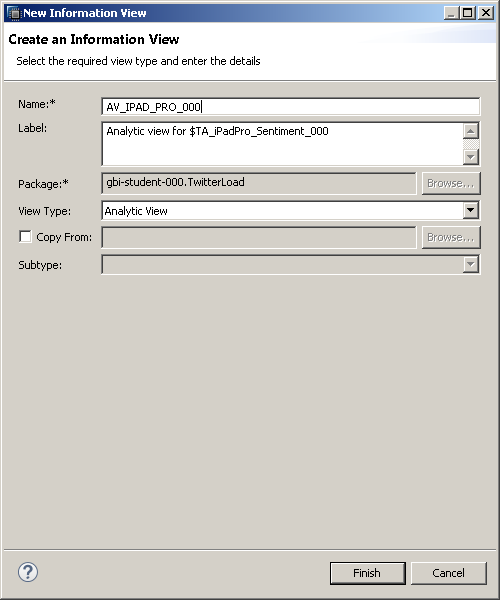 New Information View
Create an Information View
Select the required view type and enter the details
Name:* AV_IPAD_PRO_000
Label: Analytic view for $TA_iPadPro_Sentiment_000
Package:* gbi-student-000.TwitterLoad Browse...
View Type: Analytic View
Copy From: Browse...
Subtype:
? Finish Cancel